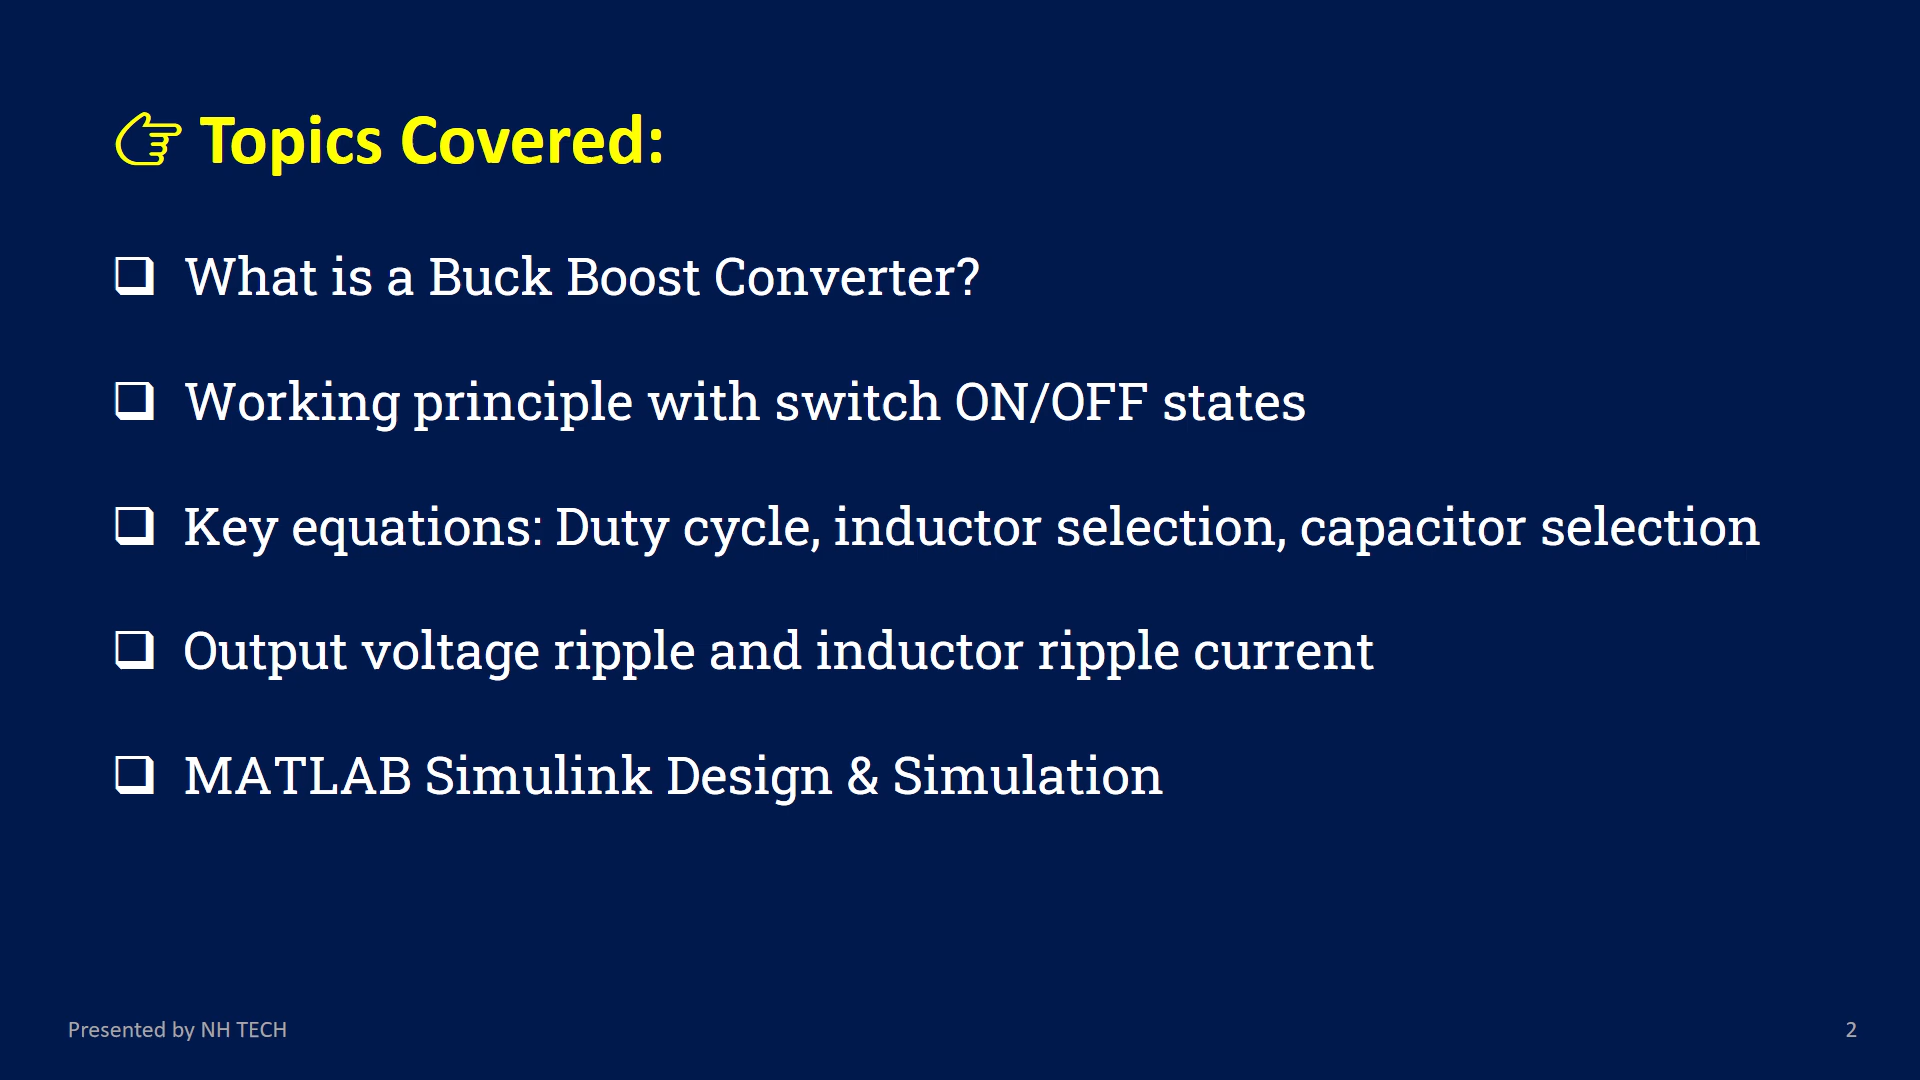 👉 Topics Covered:
❑ What is a Buck Boost Converter?
❑ Working principle with switch ON/OFF states
❑ Key equations: Duty cycle, inductor selection, capacitor selection
❑ Output voltage ripple and inductor ripple current
❑ MATLAB Simulink Design & Simulation
Presented by NH TECH
2